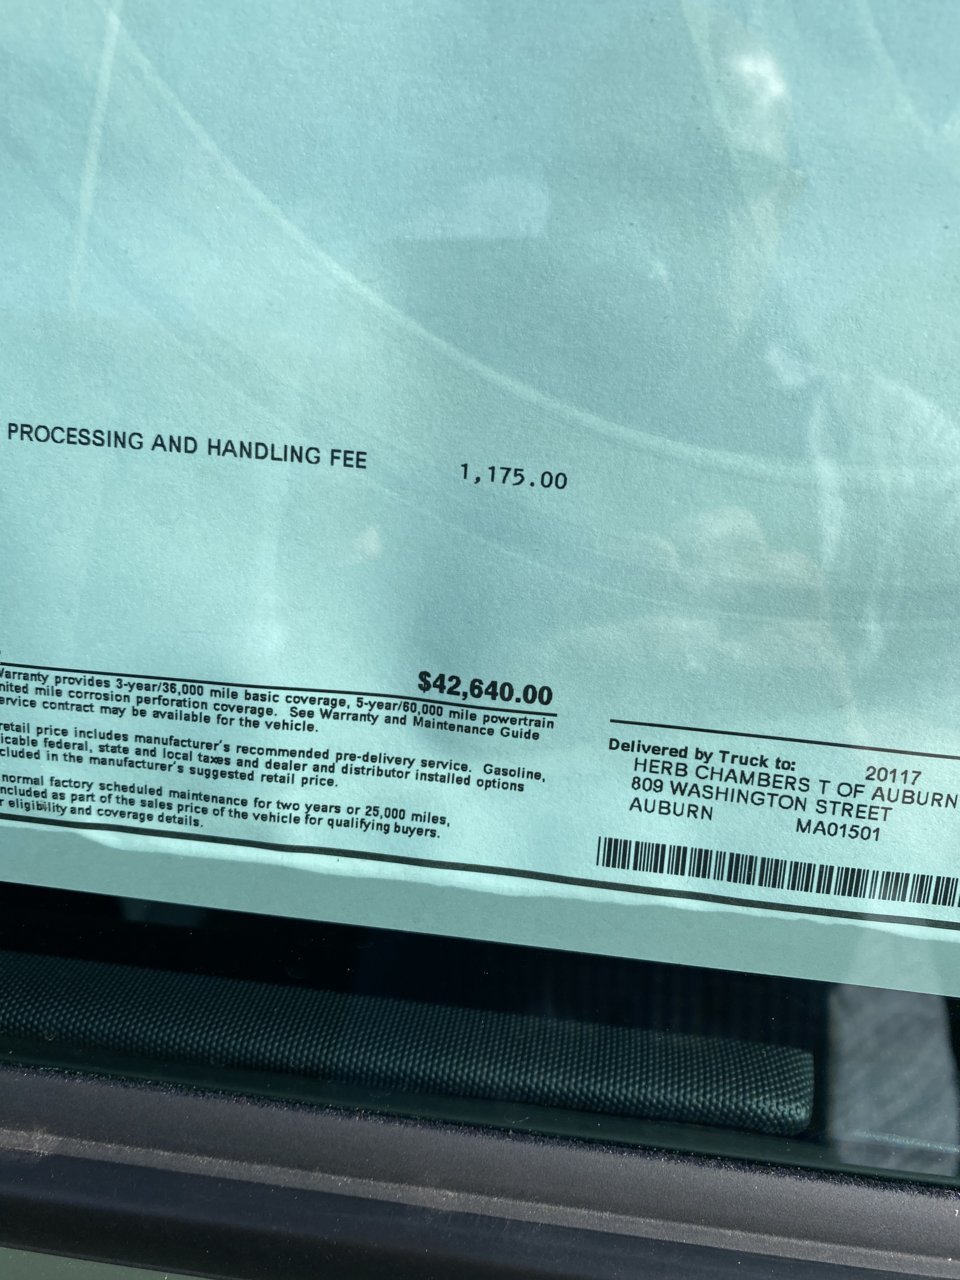 PROCESSING AND HANDLING FEE 1,175.00
$42,640.00
Warranty provides 3-year/36,000 mile basic coverage, 5-year/60,000 mile powertrain
mile corrosion perforation coverage. See Warranty and Maintenance Guide
service contract may be available for the vehicle.
retail price includes manufacturer's recommended pre-delivery service. Gasoline,
federal, state and local taxes and dealer and distributor installed options
in the manufacturer's suggested retail price.
normal factory scheduled maintenance for two years or 25,000 miles,
as part of the sales price of the vehicle for qualifying buyers.
eligibility and coverage details.
Delivered by Truck to: 20117
HERB CHAMBERS T OF AUBURN
809 WASHINGTON STREET
AUBURN MA01501